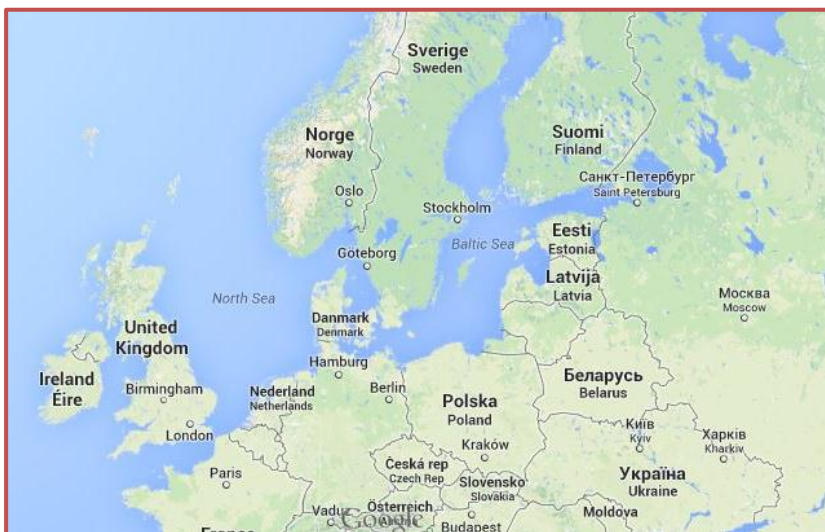 Sverige
Sweden
Norge
Norway
Suomi
Finland
Санкт-Петербург
Saint Petersburg
Oslo
Stockholm
Göteborg
Baltic Sea
Eesti
Estonia
Latvija
Latvia
North Sea
Москва
Moscow
Danmark
Denmark
United
Kingdom
Hamburg
Ireland
Éire
Birmingham
Nederland
Netherlands
Berlin
Polska
Poland
Беларусь
Belarus
London
Київ
Kyiv
Харків
Kharkiv
Kraków
Paris
Česká rep
Czech Rep
Slovensko
Slovakia
Україна
Ukraine
Vaduz
Österreich
Google
Moldova
Budapest